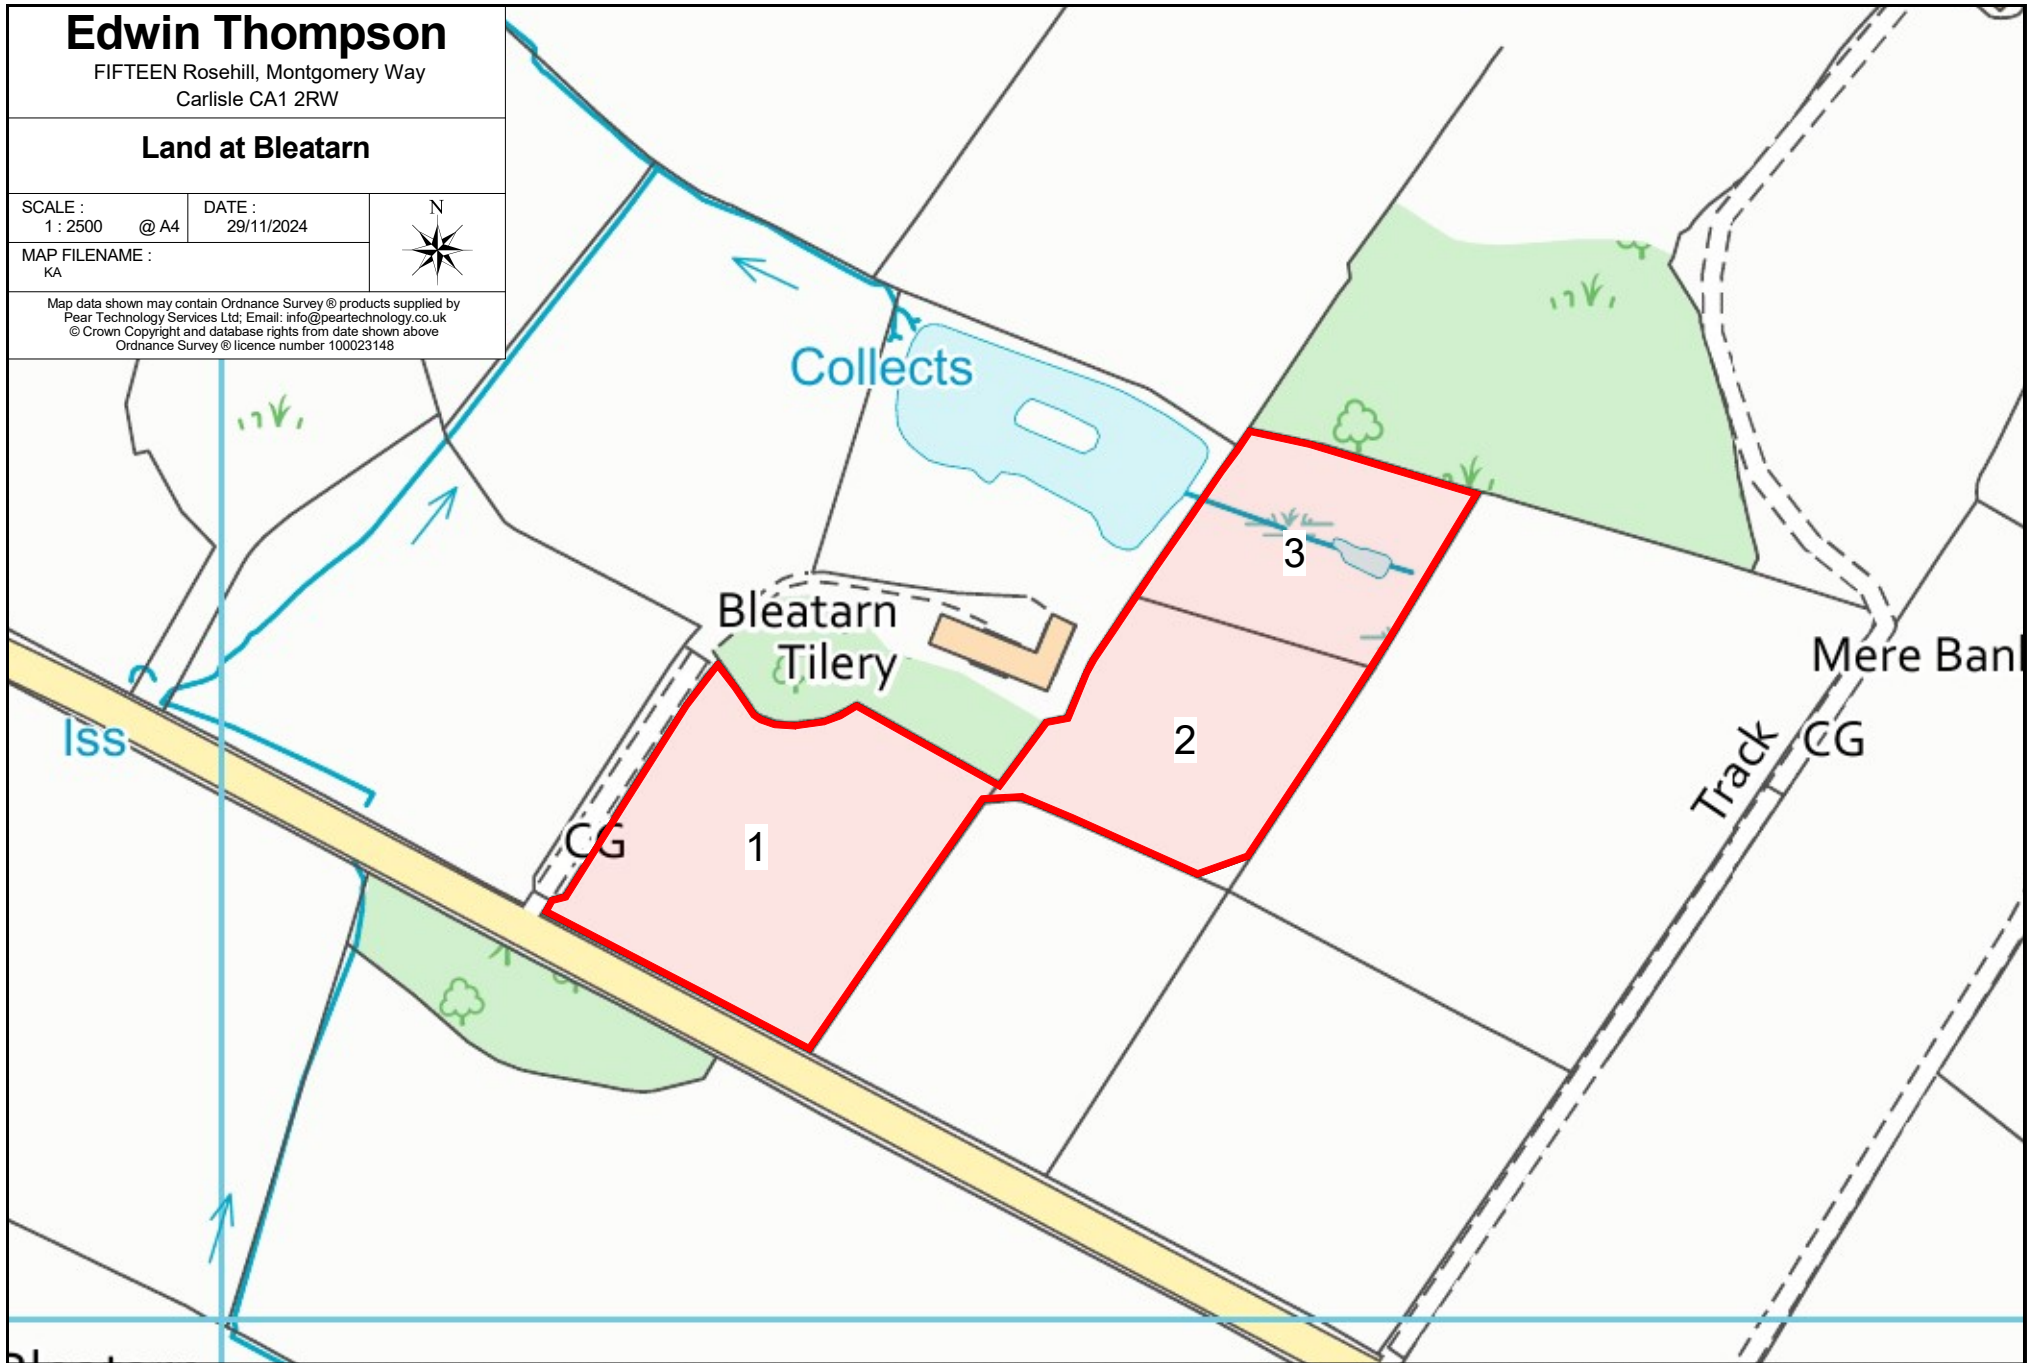 Edwin Thompson
FIFTEEN Rosehill, Montgomery Way
Carlisle CA1 2RW
Land at Bleatarn
SCALE :
1 : 2500 @ A4
DATE :
29/11/2024
N
MAP FILENAME :
KA
Map data shown may contain Ordnance Survey ® products supplied by
Pear Technology Services Ltd; Email: info@peartechnology.co.uk
© Crown Copyright and database rights from date shown above
Ordnance Survey ® licence number 100023148
Collects
3
Bleatarn
Tilery
Mere Bank
Iss
2
CG
Track
CG
1